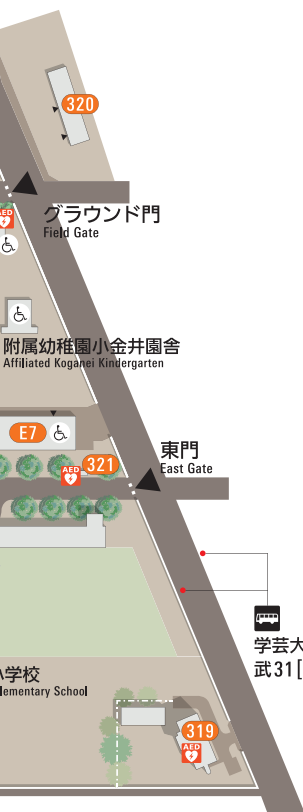 320
AED
グラウンド門
Field Gate
附属幼稚園小金井園舎
Affiliated Koganei Kindergarten
E7
AED
321
東門
East Gate
学芸大
武31[
小学校
lementary School
319
AED